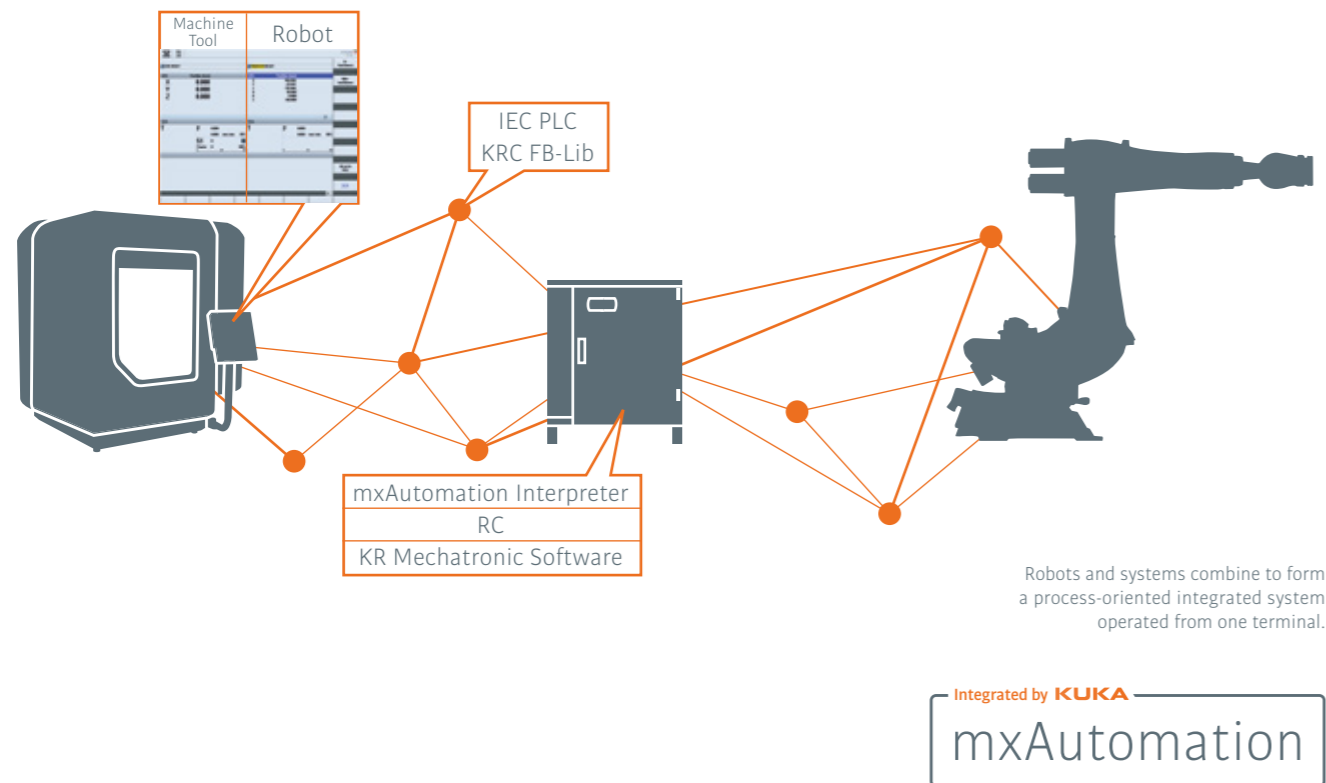 Machine
Tool
Robot
IEC PLC
KRC FB-Lib
mxAutomation Interpreter
RC
KR Mechatronic Software
Robots and systems combine to form
a process-oriented integrated system
operated from one terminal.
Integrated by KUKA
mxAutomation